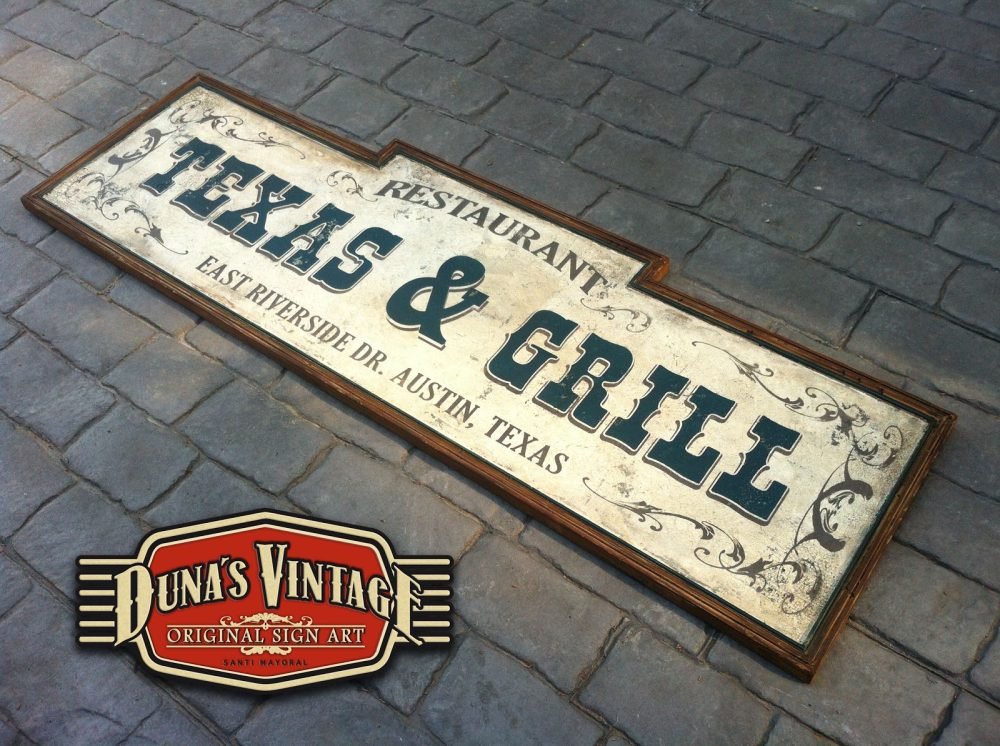 RESTAURANT
TEXAS & GRILL
EAST RIVERSIDE DR. AUSTIN, TEXAS
DUNA'S VINTAGE
ORIGINAL SIGN ART
SANTI MAYORAL